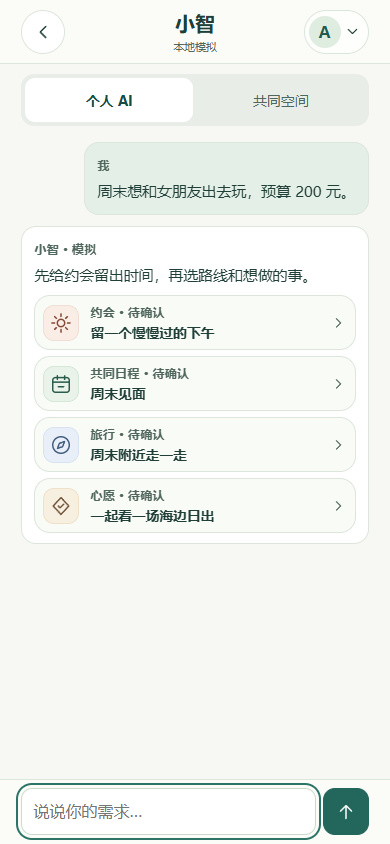 小智
本地模拟
A
个人 AI
共同空间
我
周末想和女朋友出去玩，预算 200 元。
小智 • 模拟
先给约会留出时间，再选路线和想做的事。
约会 • 待确认
留一个慢慢过的下午
共同日程 • 待确认
周末见面
旅行 • 待确认
周末附近走一走
心愿 • 待确认
一起看一场海边日出
说说你的需求...